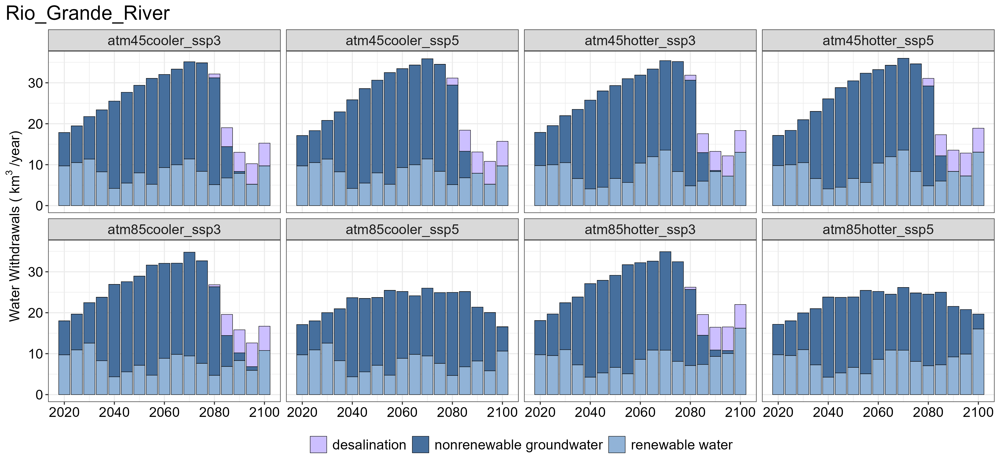 Rio_Grande_River
atm45cooler_ssp3
atm45cooler_ssp5
atm45hotter_ssp3
atm45hotter_ssp5
30
20
10
0
Water Withdrawals ( km³ /year)
atm85cooler_ssp3
atm85cooler_ssp5
atm85hotter_ssp3
atm85hotter_ssp5
30
20
10
0
2020 2040 2060 2080 2100
2020 2040 2060 2080 2100
2020 2040 2060 2080 2100
2020 2040 2060 2080 2100
desalination nonrenewable groundwater renewable water